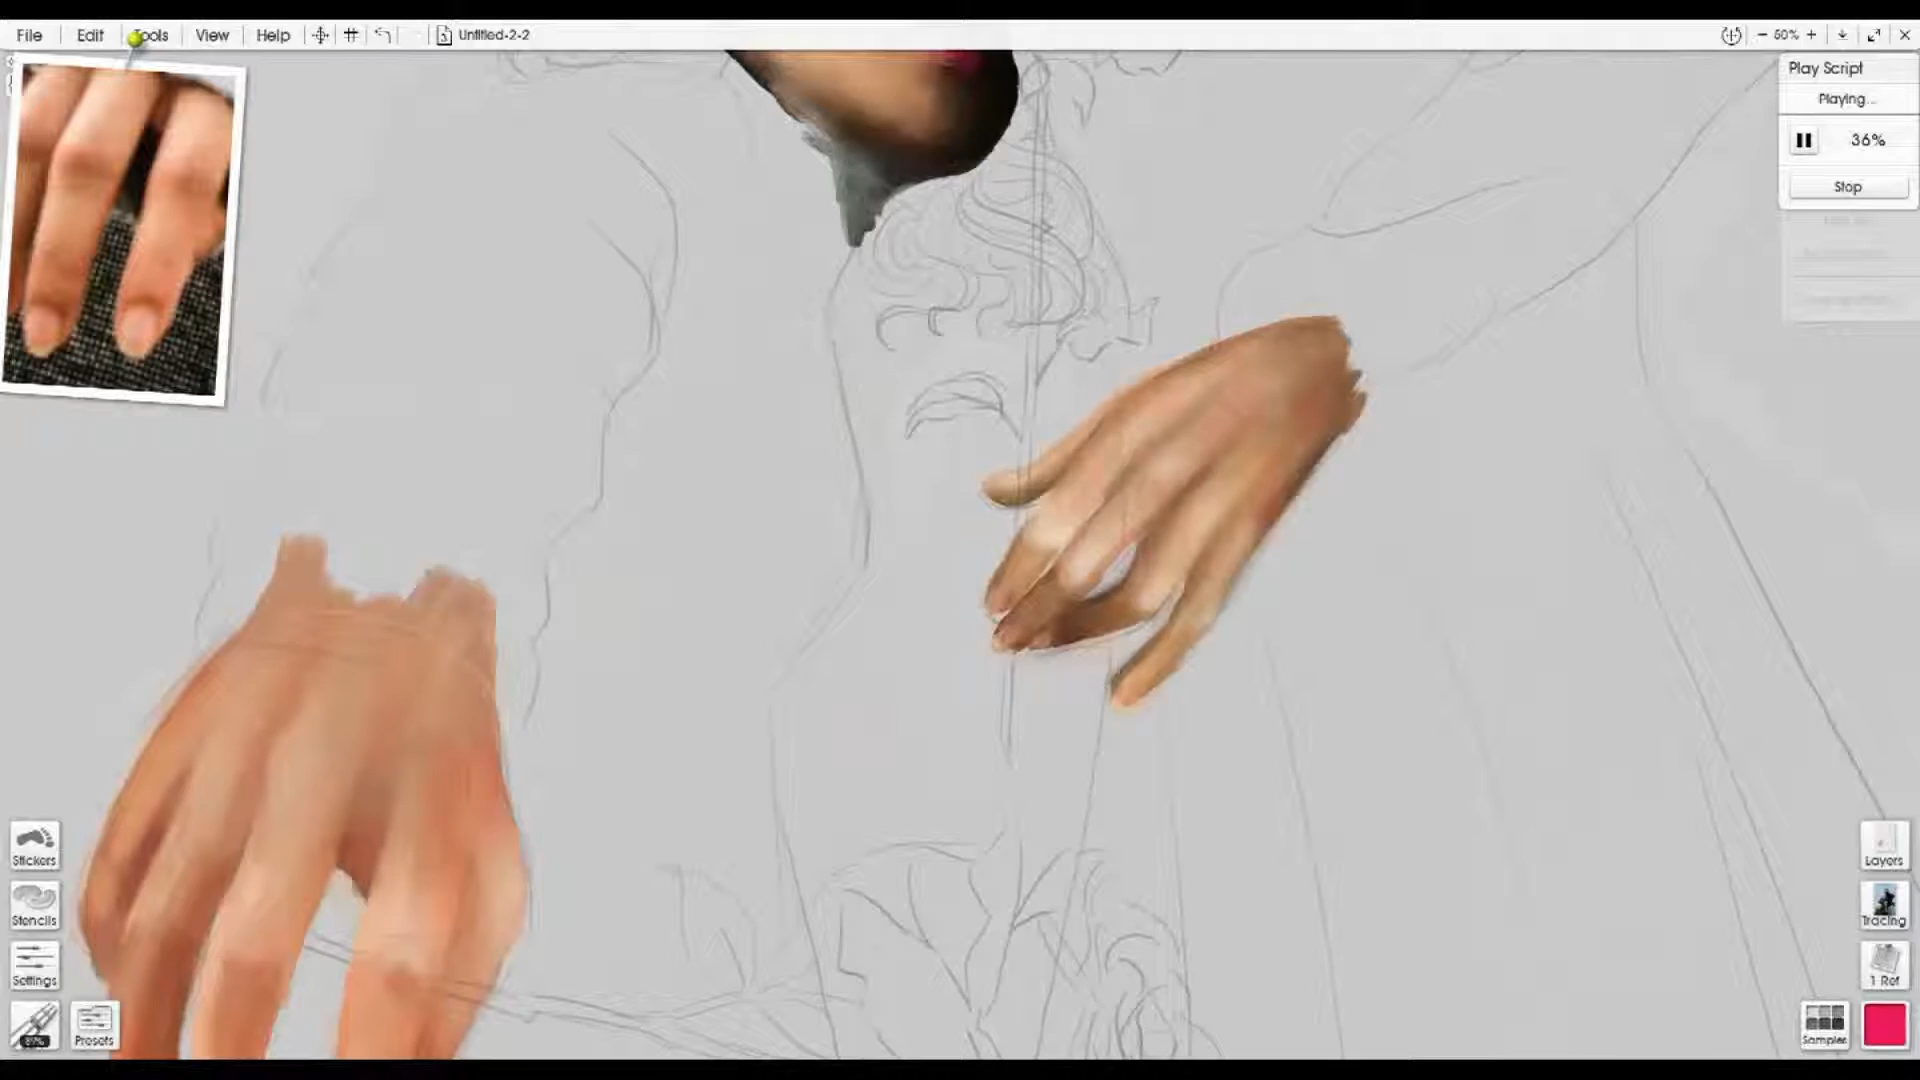 File Edit Tools View Help Untitled-2-2 − 60% +
Play Script
Playing...
36%
Stop
Stickers
Stencils
Settings
Presets
Layers
Tracing
1 Ref
Samples